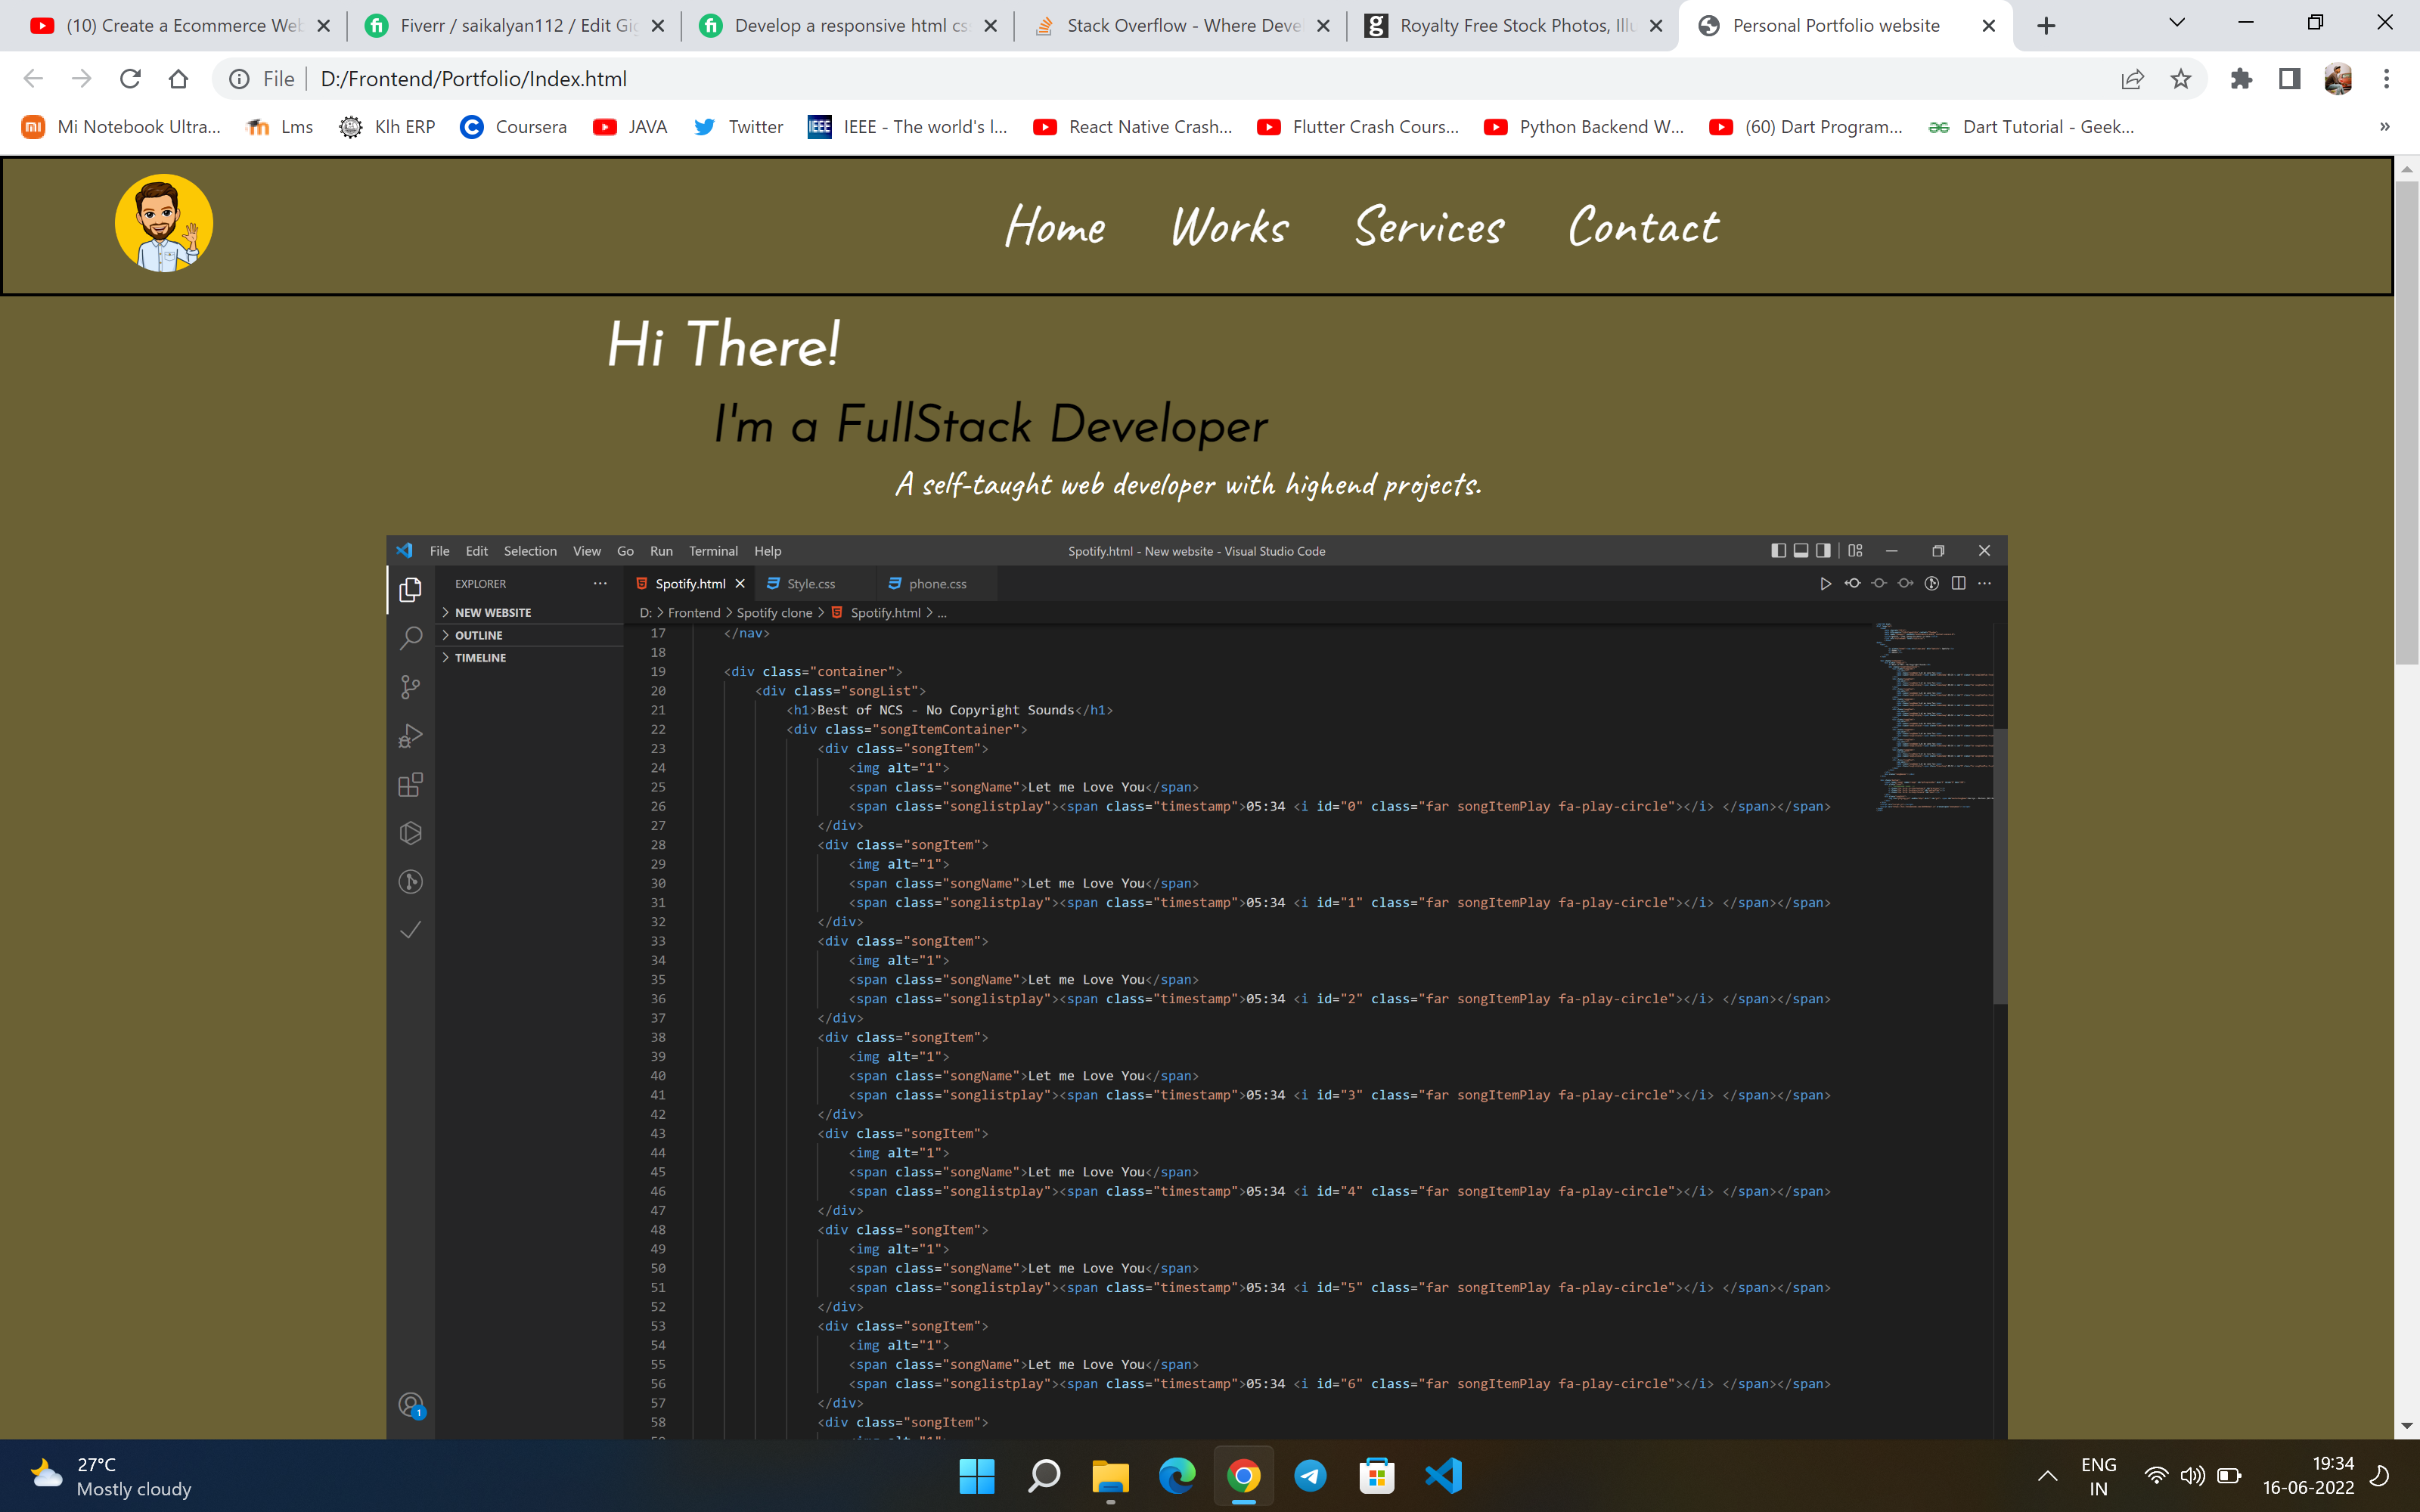 (10) Create a Ecommerce Web
Fiverr / saikalyan112 / Edit Gig
Develop a responsive html css
Stack Overflow - Where Devel
Royalty Free Stock Photos, Illu
Personal Portfolio website
File D:/Frontend/Portfolio/Index.html
Mi Notebook Ultra... Lms Klh ERP Coursera JAVA Twitter IEEE - The world's l... React Native Crash... Flutter Crash Cours... Python Backend W... (60) Dart Program... Dart Tutorial - Geek... »
Home Works Services Contact
Hi There!
I'm a FullStack Developer
A self-taught web developer with highend projects.
File Edit Selection View Go Run Terminal Help Spotify.html - New website - Visual Studio Code
EXPLORER ... Spotify.html Style.css phone.css
NEW WEBSITE
OUTLINE
TIMELINE
D: > Frontend > Spotify clone > Spotify.html > ...
17 </nav>
18
19 <div class="container">
20 <div class="songList">
21 <h1>Best of NCS - No Copyright Sounds</h1>
22 <div class="songItemContainer">
23 <div class="songItem">
24 <img alt="1">
25 <span class="songName">Let me Love You</span>
26 <span class="songlistplay"><span class="timestamp">05:34 <i id="0" class="far songItemPlay fa-play-circle"></i> </span></span>
27 </div>
28 <div class="songItem">
29 <img alt="1">
30 <span class="songName">Let me Love You</span>
31 <span class="songlistplay"><span class="timestamp">05:34 <i id="1" class="far songItemPlay fa-play-circle"></i> </span></span>
32 </div>
33 <div class="songItem">
34 <img alt="1">
35 <span class="songName">Let me Love You</span>
36 <span class="songlistplay"><span class="timestamp">05:34 <i id="2" class="far songItemPlay fa-play-circle"></i> </span></span>
37 </div>
38 <div class="songItem">
39 <img alt="1">
40 <span class="songName">Let me Love You</span>
41 <span class="songlistplay"><span class="timestamp">05:34 <i id="3" class="far songItemPlay fa-play-circle"></i> </span></span>
42 </div>
43 <div class="songItem">
44 <img alt="1">
45 <span class="songName">Let me Love You</span>
46 <span class="songlistplay"><span class="timestamp">05:34 <i id="4" class="far songItemPlay fa-play-circle"></i> </span></span>
47 </div>
48 <div class="songItem">
49 <img alt="1">
50 <span class="songName">Let me Love You</span>
51 <span class="songlistplay"><span class="timestamp">05:34 <i id="5" class="far songItemPlay fa-play-circle"></i> </span></span>
52 </div>
53 <div class="songItem">
54 <img alt="1">
55 <span class="songName">Let me Love You</span>
56 <span class="songlistplay"><span class="timestamp">05:34 <i id="6" class="far songItemPlay fa-play-circle"></i> </span></span>
57 </div>
58 <div class="songItem">
1
27°C
Mostly cloudy
ENG
IN
19:34
16-06-2022